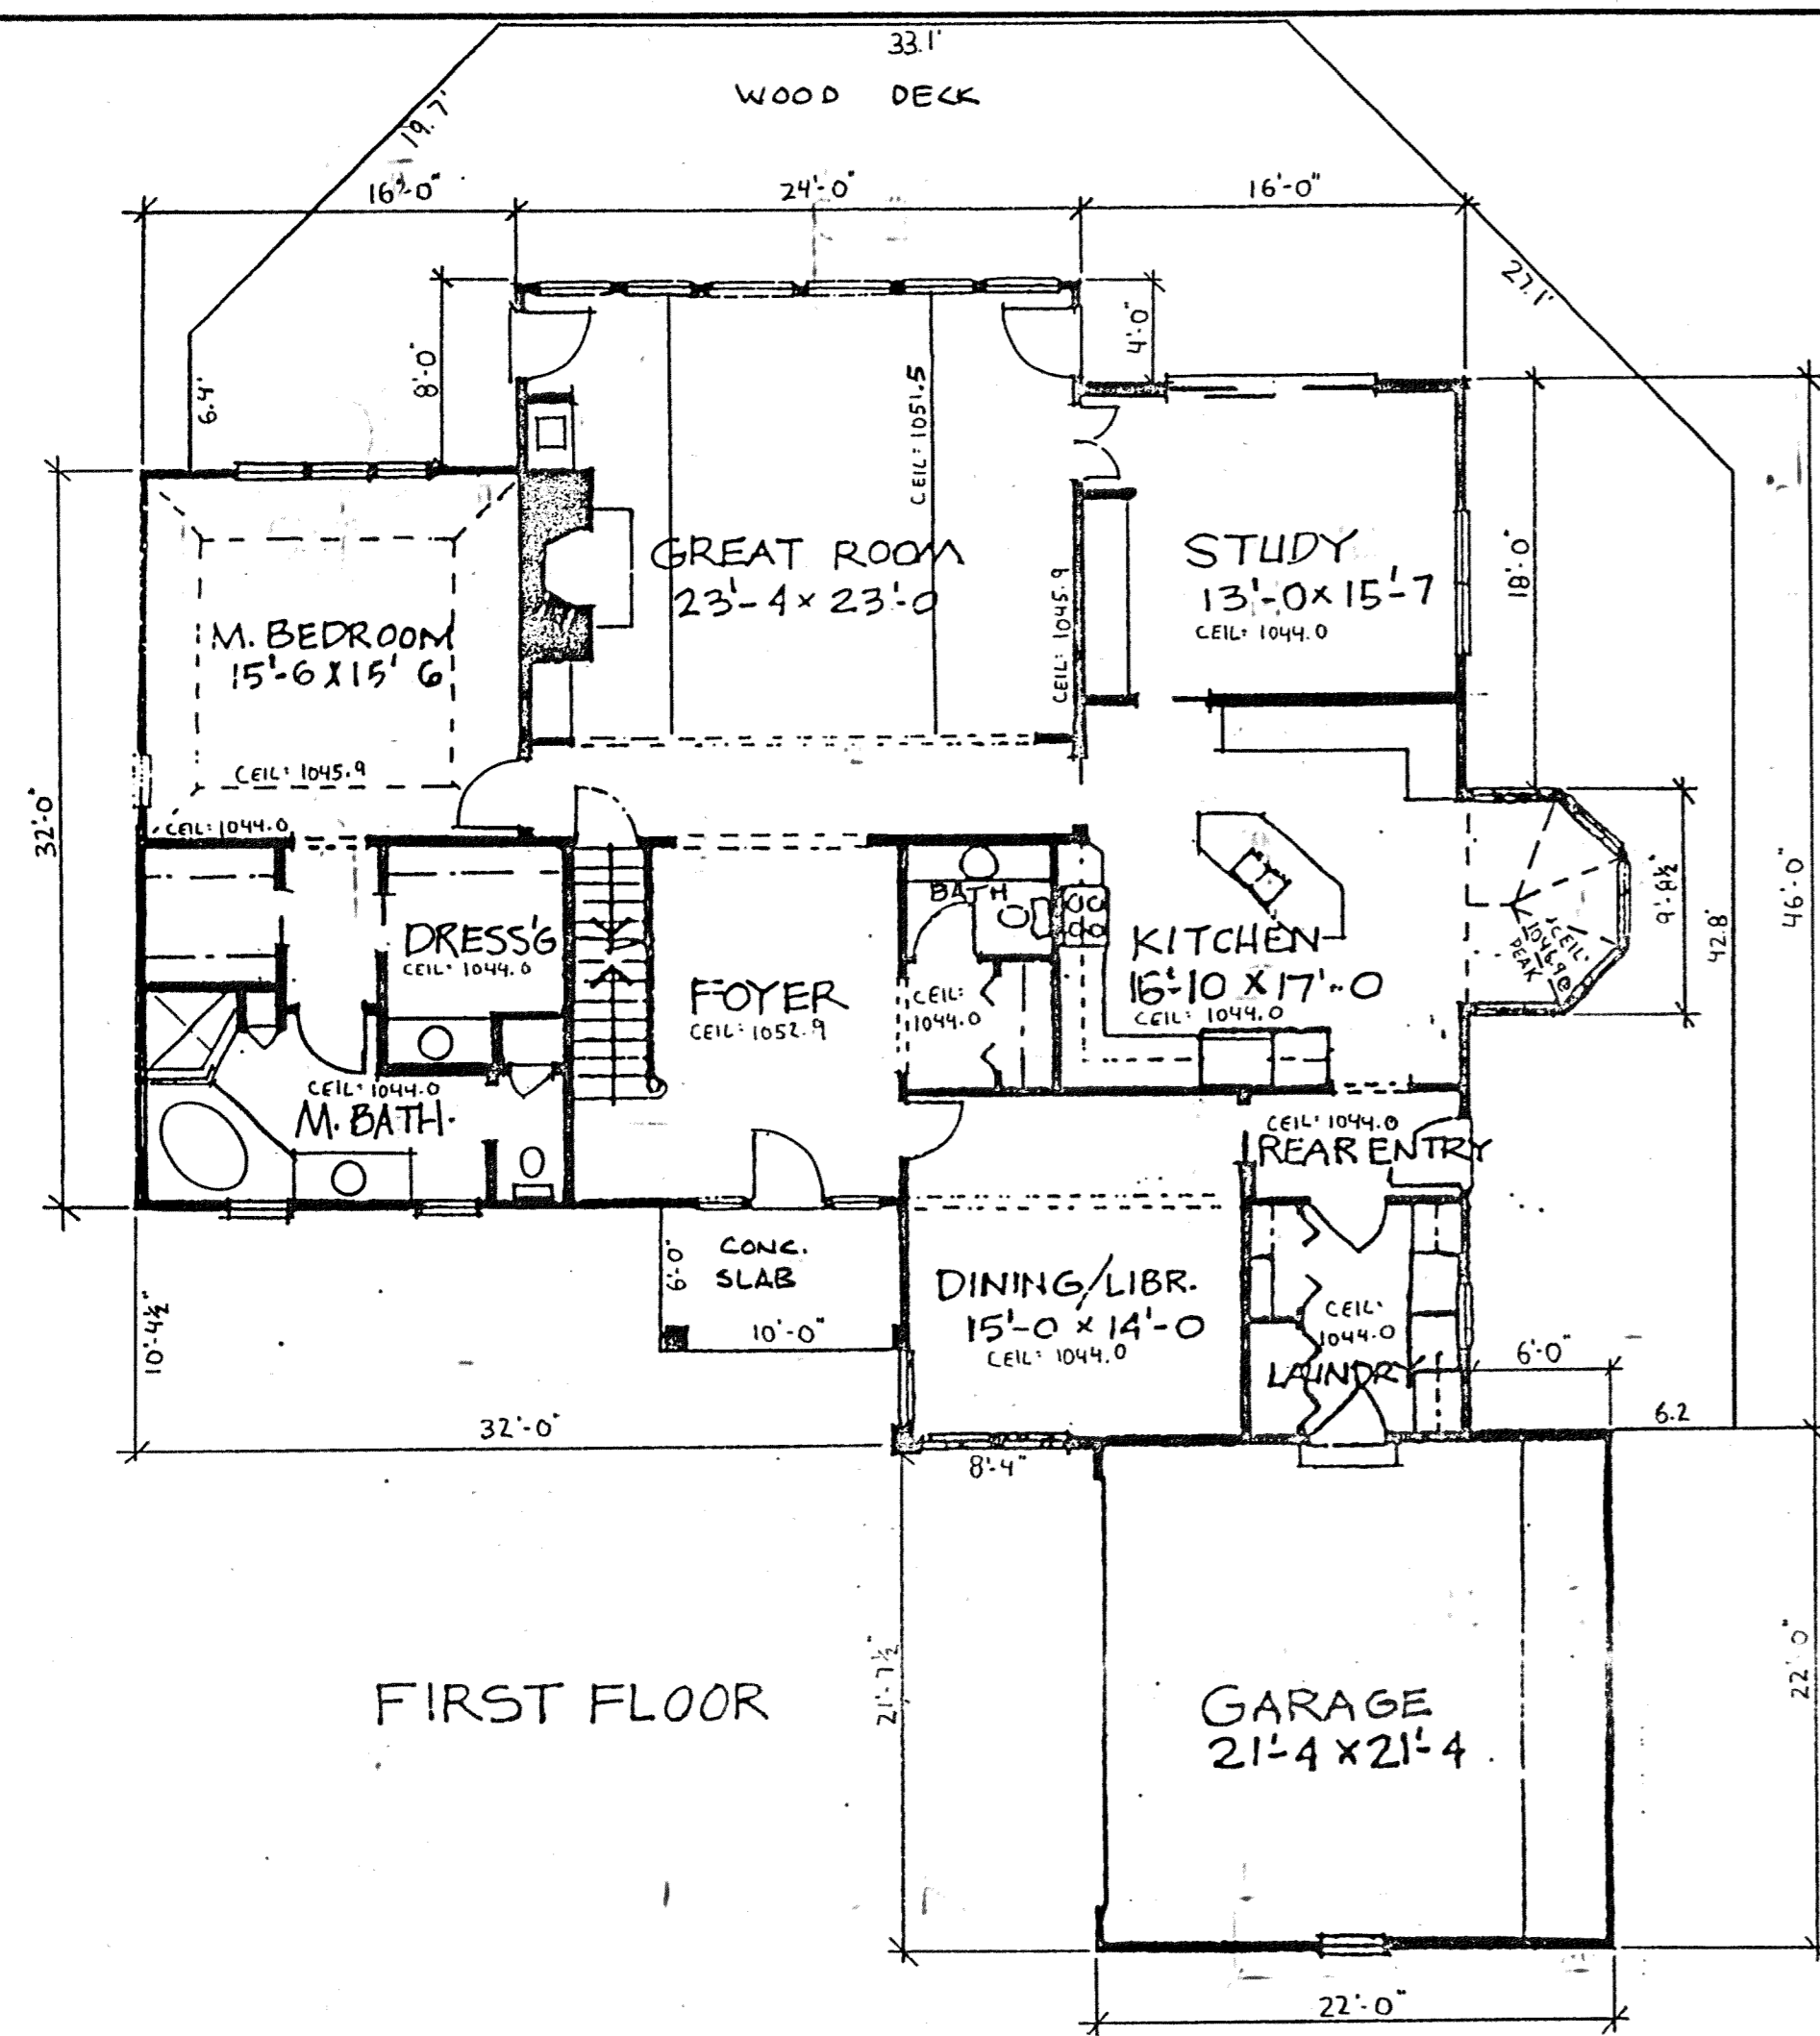 33.1'
WOOD DECK
19.7'
16'-0"
24'-0"
16'-0"
27.1'
6.4'
8'-0"
4'-0"
CEIL: 1051.5
GREAT ROOM
23'-4 x 23'-0
CEIL: 1045.9
STUDY
13'-0 x 15'-7
CEIL: 1044.0
18'-0"
M. BEDROOM
15'-6 X 15' 6
CEIL: 1045.9
CEIL: 1044.0
32'-0"
46'-0"
9'-8½"
42.8'
CEIL:
1046.9@
PEAK
DRESS'G
CEIL: 1044.0
BATH
KITCHEN
16'-10 X 17'-0
CEIL: 1044.0
FOYER
CEIL: 1052.9
CEIL:
1044.0
CEIL: 1044.0
M. BATH.
CEIL: 1044.0
REAR ENTRY
CONC.
SLAB
6'-0"
10'-0"
DINING/LIBR.
15'-0 x 14'-0
CEIL: 1044.0
CEIL:
1044.0
LAUNDRY
6'-0"
6.2
10'-4½"
32'-0"
8'-4"
21'-7½"
FIRST FLOOR
GARAGE
21'-4 X 21'-4
22'-0"
22'-0"